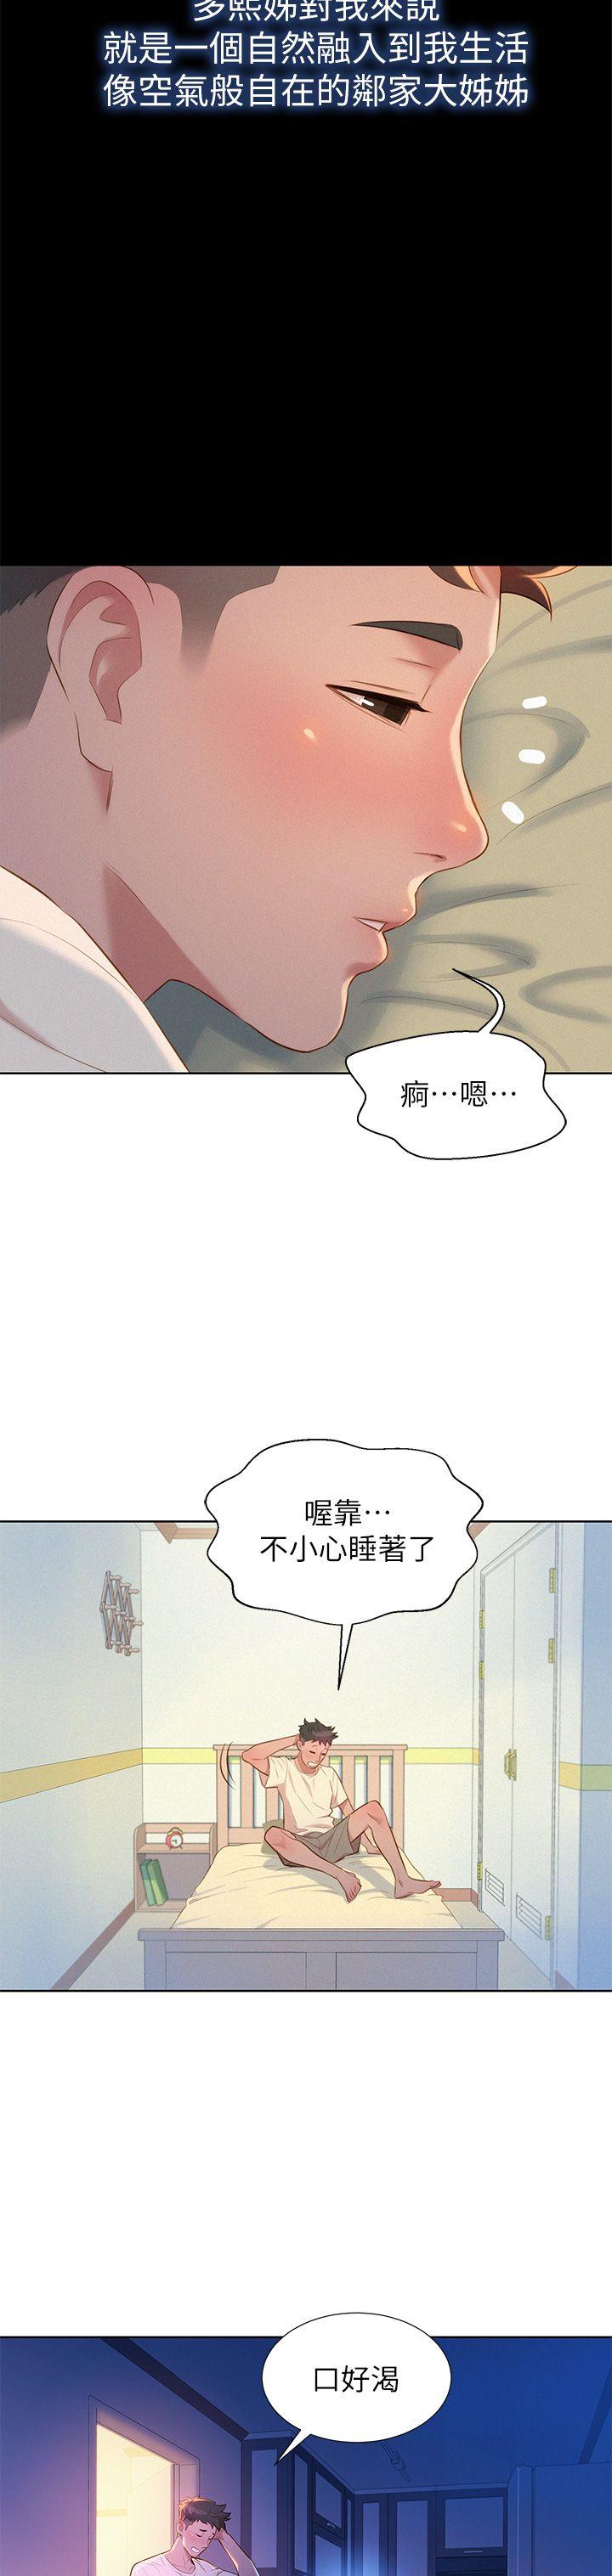 多熙姊對我來說
就是一個自然融入到我生活
像空氣般自在的鄰家大姊姊
痾…嗯…
喔靠…
不小心睡著了
口好渴